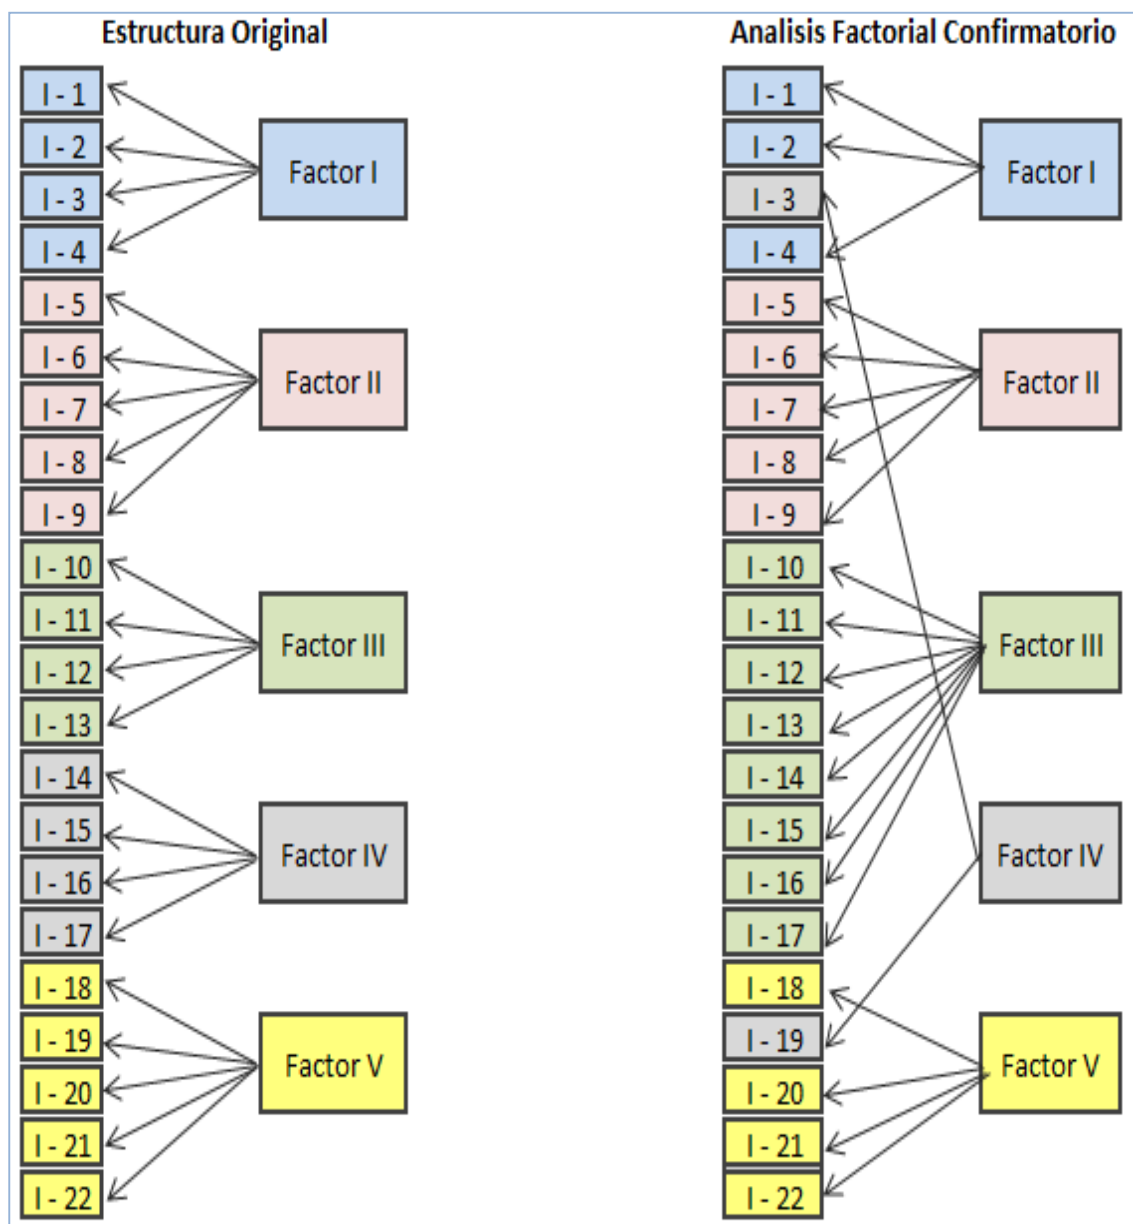 Estructura Original
I - 1
I - 2
I - 3
I - 4
I - 5
I - 6
I - 7
I - 8
I - 9
I - 10
I - 11
I - 12
I - 13
I - 14
I - 15
I - 16
I - 17
I - 18
I - 19
I - 20
I - 21
I - 22
Factor I
Factor II
Factor III
Factor IV
Factor V
Analisis Factorial Confirmatorio
I - 1
I - 2
I - 3
I - 4
I - 5
I - 6
I - 7
I - 8
I - 9
I - 10
I - 11
I - 12
I - 13
I - 14
I - 15
I - 16
I - 17
I - 18
I - 19
I - 20
I - 21
I - 22
Factor I
Factor II
Factor III
Factor IV
Factor V